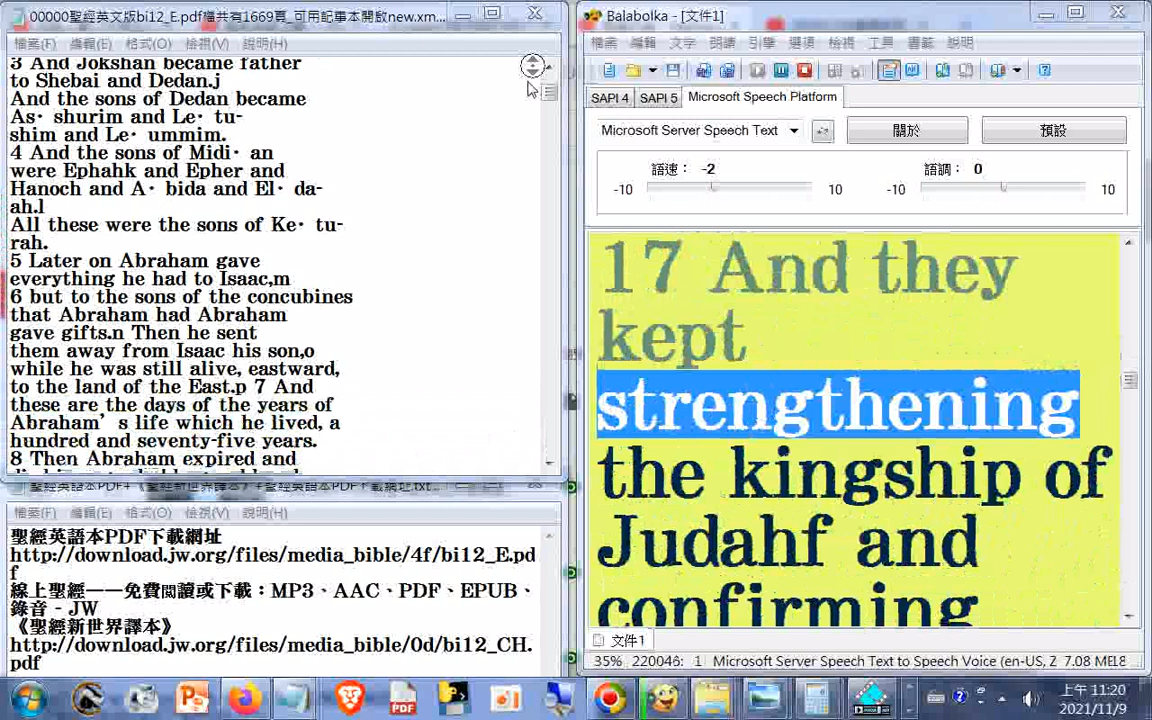 00000聖經英文版bi12_E.pdf檔共有1669頁_可用記事本開啟new.xm...
檔案(F) 編輯(E) 格式(O) 檢視(V) 說明(H)
3 And Jokshan became father
to Shebai and Dedan.j
And the sons of Dedan became
As· shurim and Le· tu-
shim and Le· ummim.
4 And the sons of Midi· an
were Ephahk and Epher and
Hanoch and A· bida and El· da-
ah.l
All these were the sons of Ke· tu-
rah.
5 Later on Abraham gave
everything he had to Isaac,m
6 but to the sons of the concubines
that Abraham had Abraham
gave gifts.n Then he sent
them away from Isaac his son,o
while he was still alive, eastward,
to the land of the East.p 7 And
these are the days of the years of
Abraham’s life which he lived, a
hundred and seventy-five years.
8 Then Abraham expired and
檔案(F) 編輯(E) 格式(O) 檢視(V) 說明(H)
聖經英語本PDF下載網址
http://download.jw.org/files/media_bible/4f/bi12_E.pd
f
線上聖經——免費閱讀或下載：MP3、AAC、PDF、EPUB、
錄音 - JW
《聖經新世界譯本》
http://download.jw.org/files/media_bible/0d/bi12_CH.
pdf
Balabolka - [文件1]
檔案 編輯 文字 朗讀 引擎 選項 檢視 工具 書籤 說明
SAPI 4 SAPI 5 Microsoft Speech Platform
Microsoft Server Speech Text 關於 預設
語速： -2 語調： 0
-10 10 -10 10
17 And they
kept
strengthening
the kingship of
Judahf and
confirming
文件1
35% 220046: 1 Microsoft Server Speech Text to Speech Voice (en-US, Z 7.08 МЕБ
上午 11:20
2021/11/9